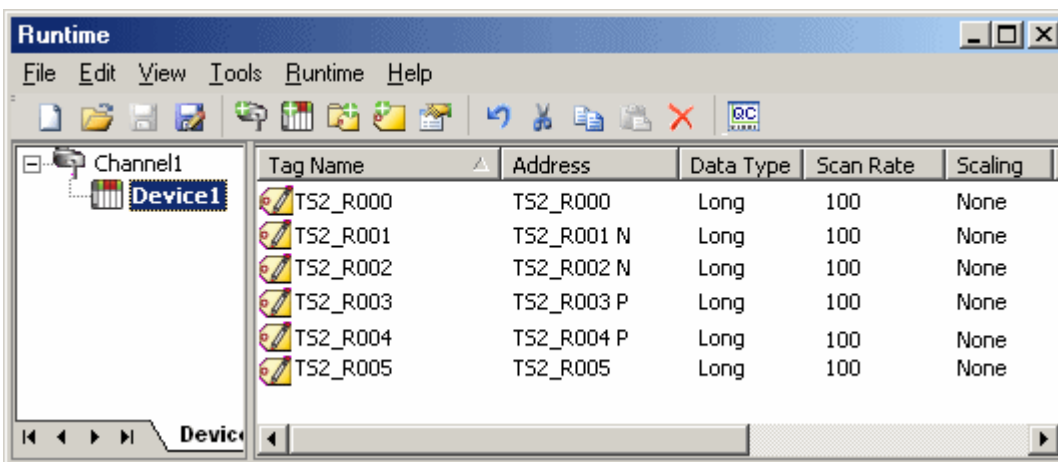 Runtime
File Edit View Tools Runtime Help
QC
Channel1
Device1
Tag Name Address Data Type Scan Rate Scaling
TS2_R000 TS2_R000 Long 100 None
TS2_R001 TS2_R001 N Long 100 None
TS2_R002 TS2_R002 N Long 100 None
TS2_R003 TS2_R003 P Long 100 None
TS2_R004 TS2_R004 P Long 100 None
TS2_R005 TS2_R005 Long 100 None